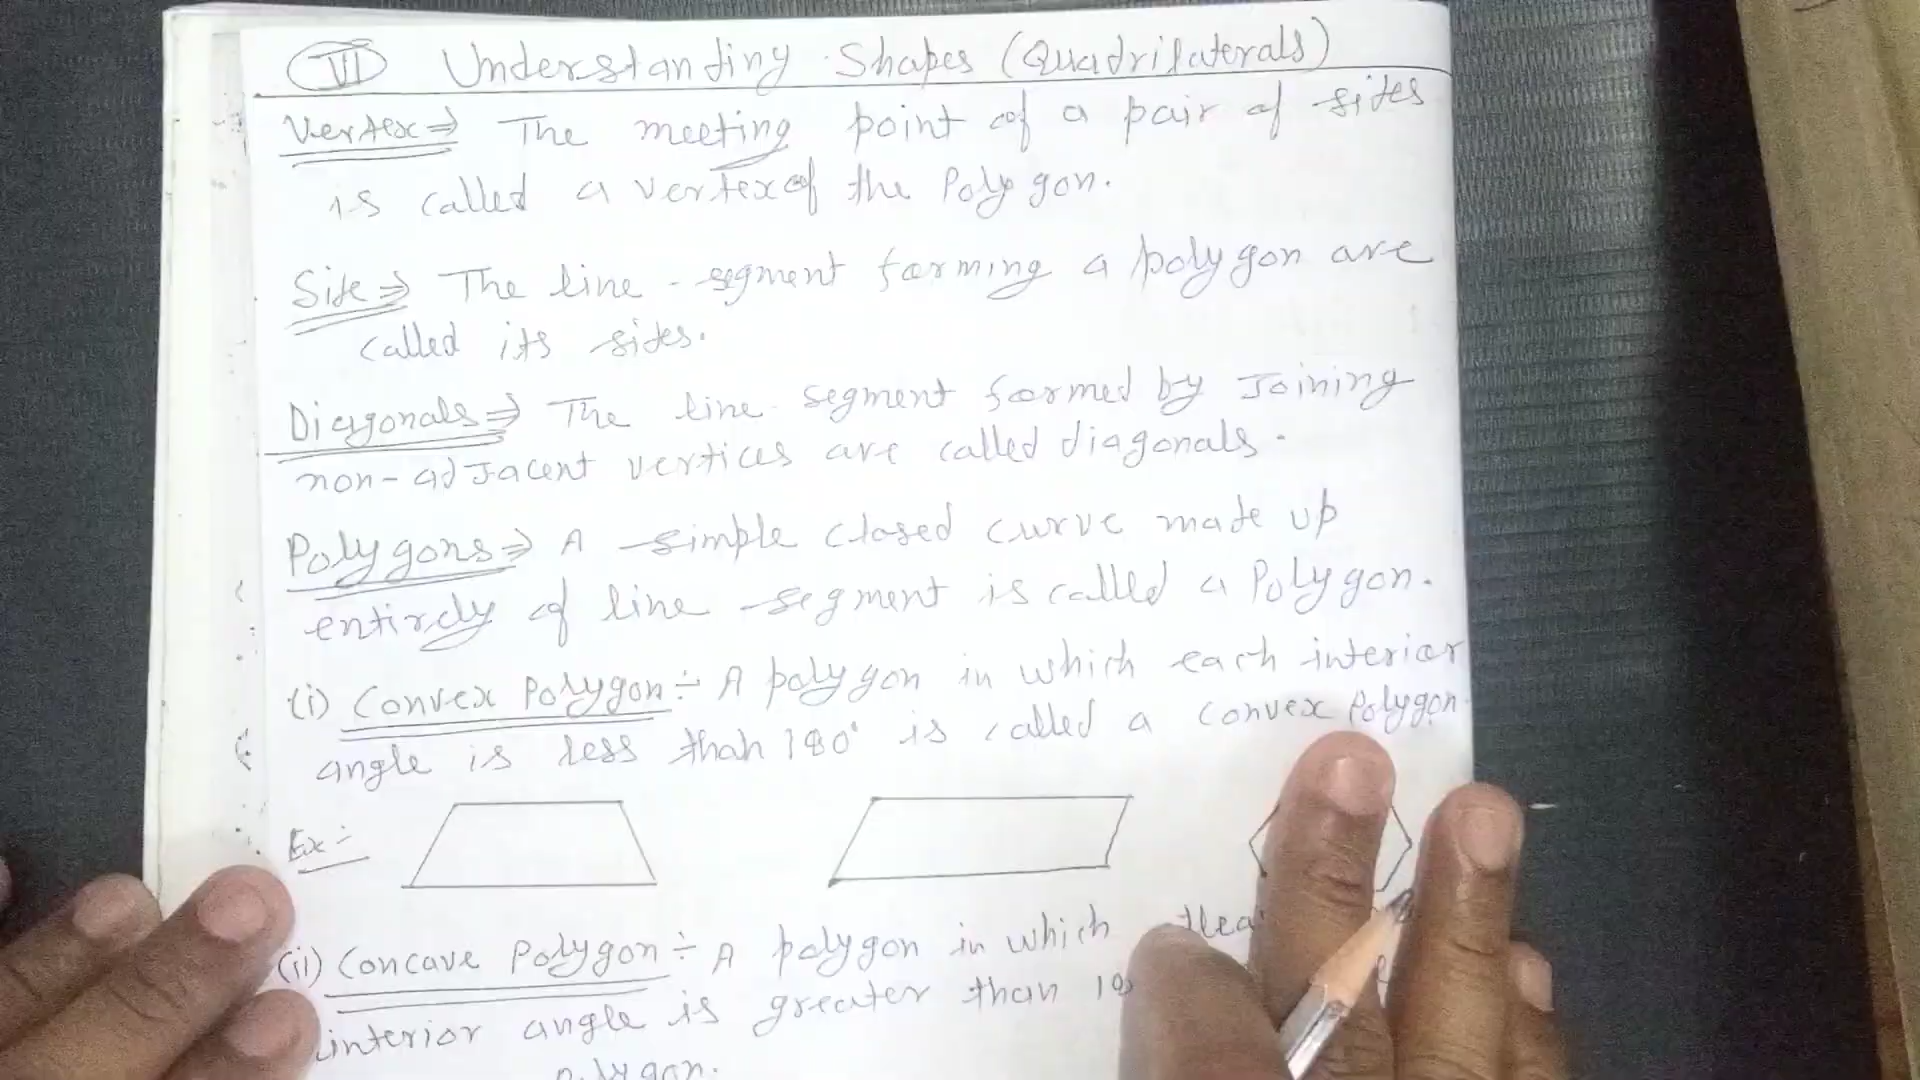 VI Understanding Shapes (Quadrilaterals)
Vertex ⇒ The meeting point of a pair of sides
is called a vertex of the Polygon.
Side ⇒ The line-segment forming a polygon are
called its sides.
Diagonals ⇒ The line segment formed by Joining
non-adjacent vertices are called diagonals.
Polygons ⇒ A simple closed curve made up
entirely of line segment is called a Polygon.
(i) Convex Polygon ÷ A polygon in which each interior
angle is less than 180° is called a convex Polygon.
Ex ÷
(ii) Concave Polygon ÷ A polygon in which
interior angle is greater than
polygon.